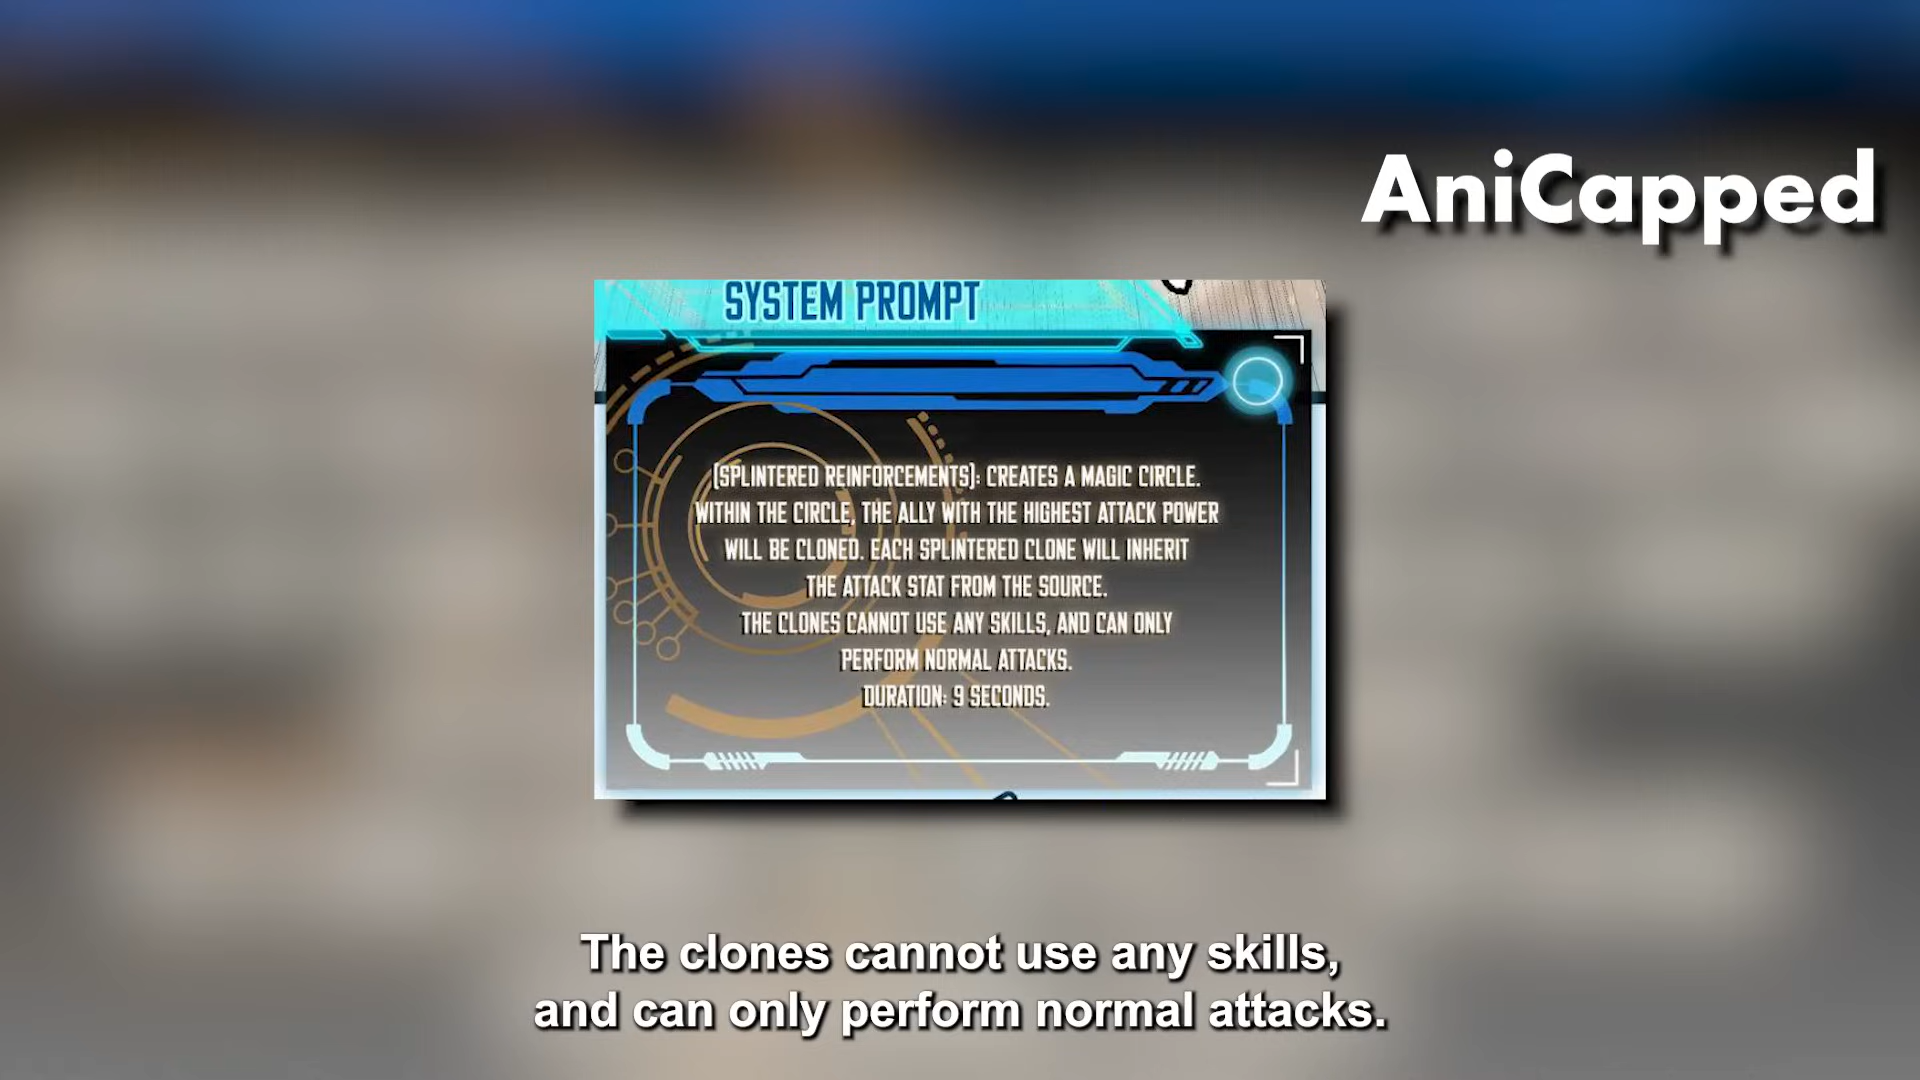 AniCapped
SYSTEM PROMPT
[SPLINTERED REINFORCEMENTS]: CREATES A MAGIC CIRCLE.
WITHIN THE CIRCLE, THE ALLY WITH THE HIGHEST ATTACK POWER
WILL BE CLONED. EACH SPLINTERED CLONE WILL INHERIT
THE ATTACK STAT FROM THE SOURCE.
THE CLONES CANNOT USE ANY SKILLS, AND CAN ONLY
PERFORM NORMAL ATTACKS.
DURATION: 9 SECONDS.
The clones cannot use any skills,
and can only perform normal attacks.